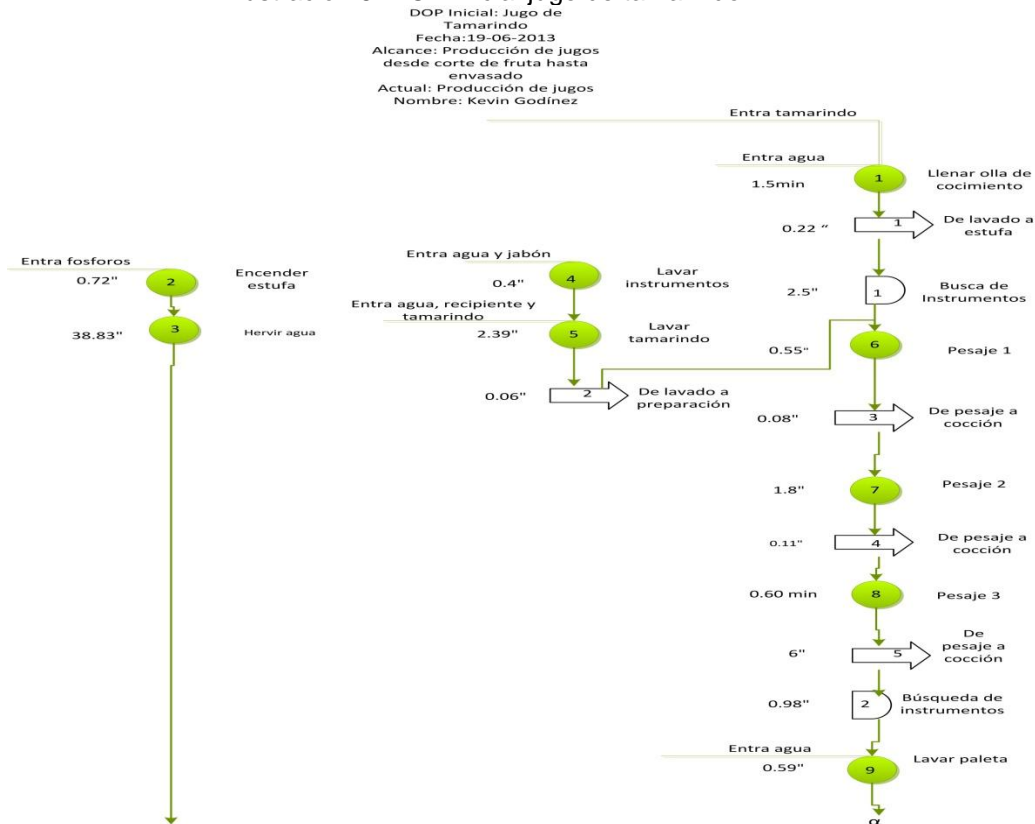 DOP Inicial: Jugo de
Tamarindo
Fecha:19-06-2013
Alcance: Producción de jugos
desde corte de fruta hasta
envasado
Actual: Producción de jugos
Nombre: Kevin Godínez
Entra tamarindo
Entra agua
1.5min
1
Llenar olla de
cocimiento
0.22 "
1
De lavado a
estufa
Entra fosforos
0.72"
2
Encender
estufa
Entra agua y jabón
0.4"
4
Lavar
instrumentos
2.5"
1
Busca de
Instrumentos
38.83"
3
Hervir agua
Entra agua, recipiente y
tamarindo
2.39"
5
Lavar
tamarindo
0.55"
6
Pesaje 1
0.06"
2
De lavado a
preparación
0.08"
3
De pesaje a
cocción
1.8"
7
Pesaje 2
0.11"
4
De pesaje a
cocción
0.60 min
8
Pesaje 3
6"
5
De
pesaje a
cocción
0.98"
2
Búsqueda de
instrumentos
Entra agua
0.59"
9
Lavar paleta